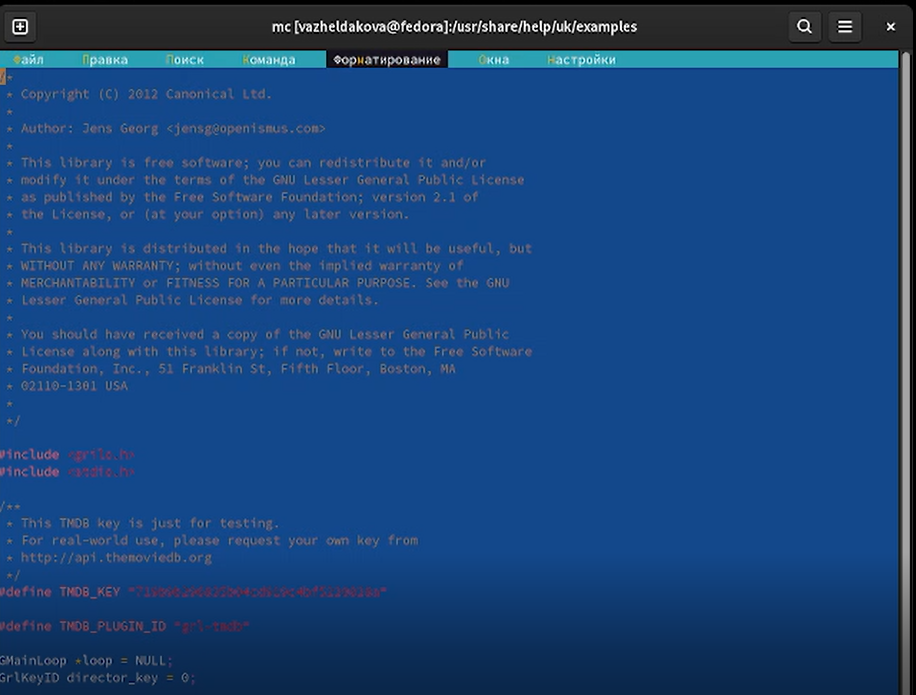 mc [vazheldakova@fedora]:/usr/share/help/uk/examples
Файл Правка Поиск Команда Форматирование Окна Настройки
/*
* Copyright (C) 2012 Canonical Ltd.
*
* Author: Jens Georg <jensg@openismus.com>
*
* This library is free software; you can redistribute it and/or
* modify it under the terms of the GNU Lesser General Public License
* as published by the Free Software Foundation; version 2.1 of
* the License, or (at your option) any later version.
*
* This library is distributed in the hope that it will be useful, but
* WITHOUT ANY WARRANTY; without even the implied warranty of
* MERCHANTABILITY or FITNESS FOR A PARTICULAR PURPOSE. See the GNU
* Lesser General Public License for more details.
*
* You should have received a copy of the GNU Lesser General Public
* License along with this library; if not, write to the Free Software
* Foundation, Inc., 51 Franklin St, Fifth Floor, Boston, MA
* 02110-1301 USA
*
*/
#include <grilo.h>
#include <stdio.h>
/**
* This TMDB key is just for testing.
* For real-world use, please request your own key from
* http://api.themoviedb.org
*/
#define TMDB_KEY
#define TMDB_PLUGIN_ID "grl-tmdb"
GMainLoop *loop = NULL;
GrlKeyID director_key = 0;